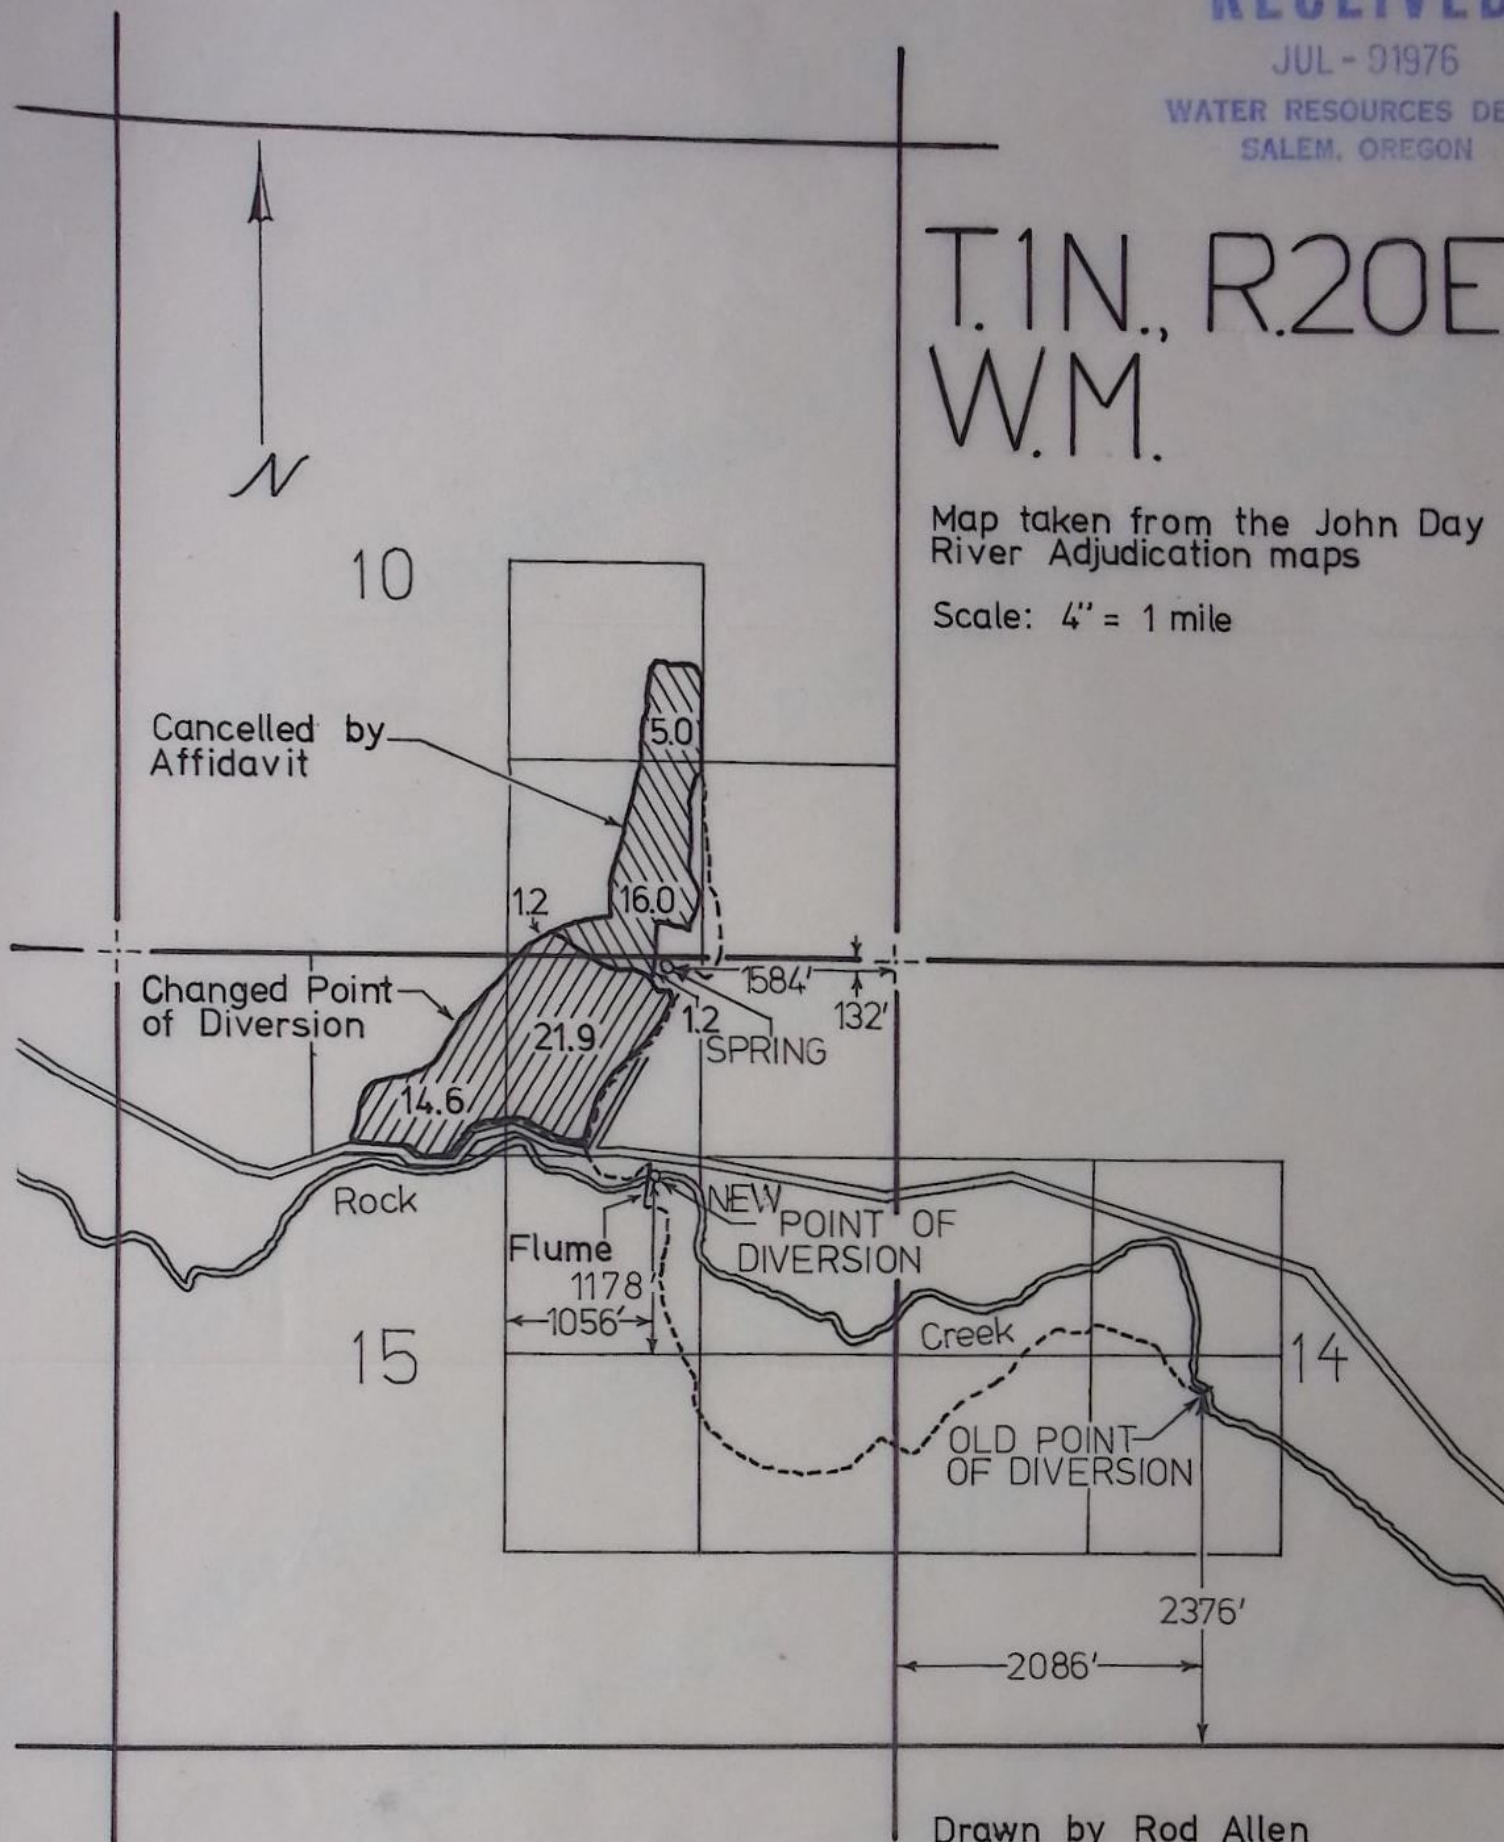 RECEIVED
JUL - 91976
WATER RESOURCES DE
SALEM, OREGON
T.1N., R.20E
W.M.
N
Map taken from the John Day
River Adjudication maps
Scale: 4" = 1 mile
10
Cancelled by
Affidavit
5.0
16.0
1.2
Changed Point
of Diversion
1584'
132'
1.2
SPRING
21.9
14.6
Rock
NEW
POINT OF
DIVERSION
Flume
1178
1056'
Creek
15
14
OLD POINT
OF DIVERSION
2376'
2086'
Drawn by Rod Allen